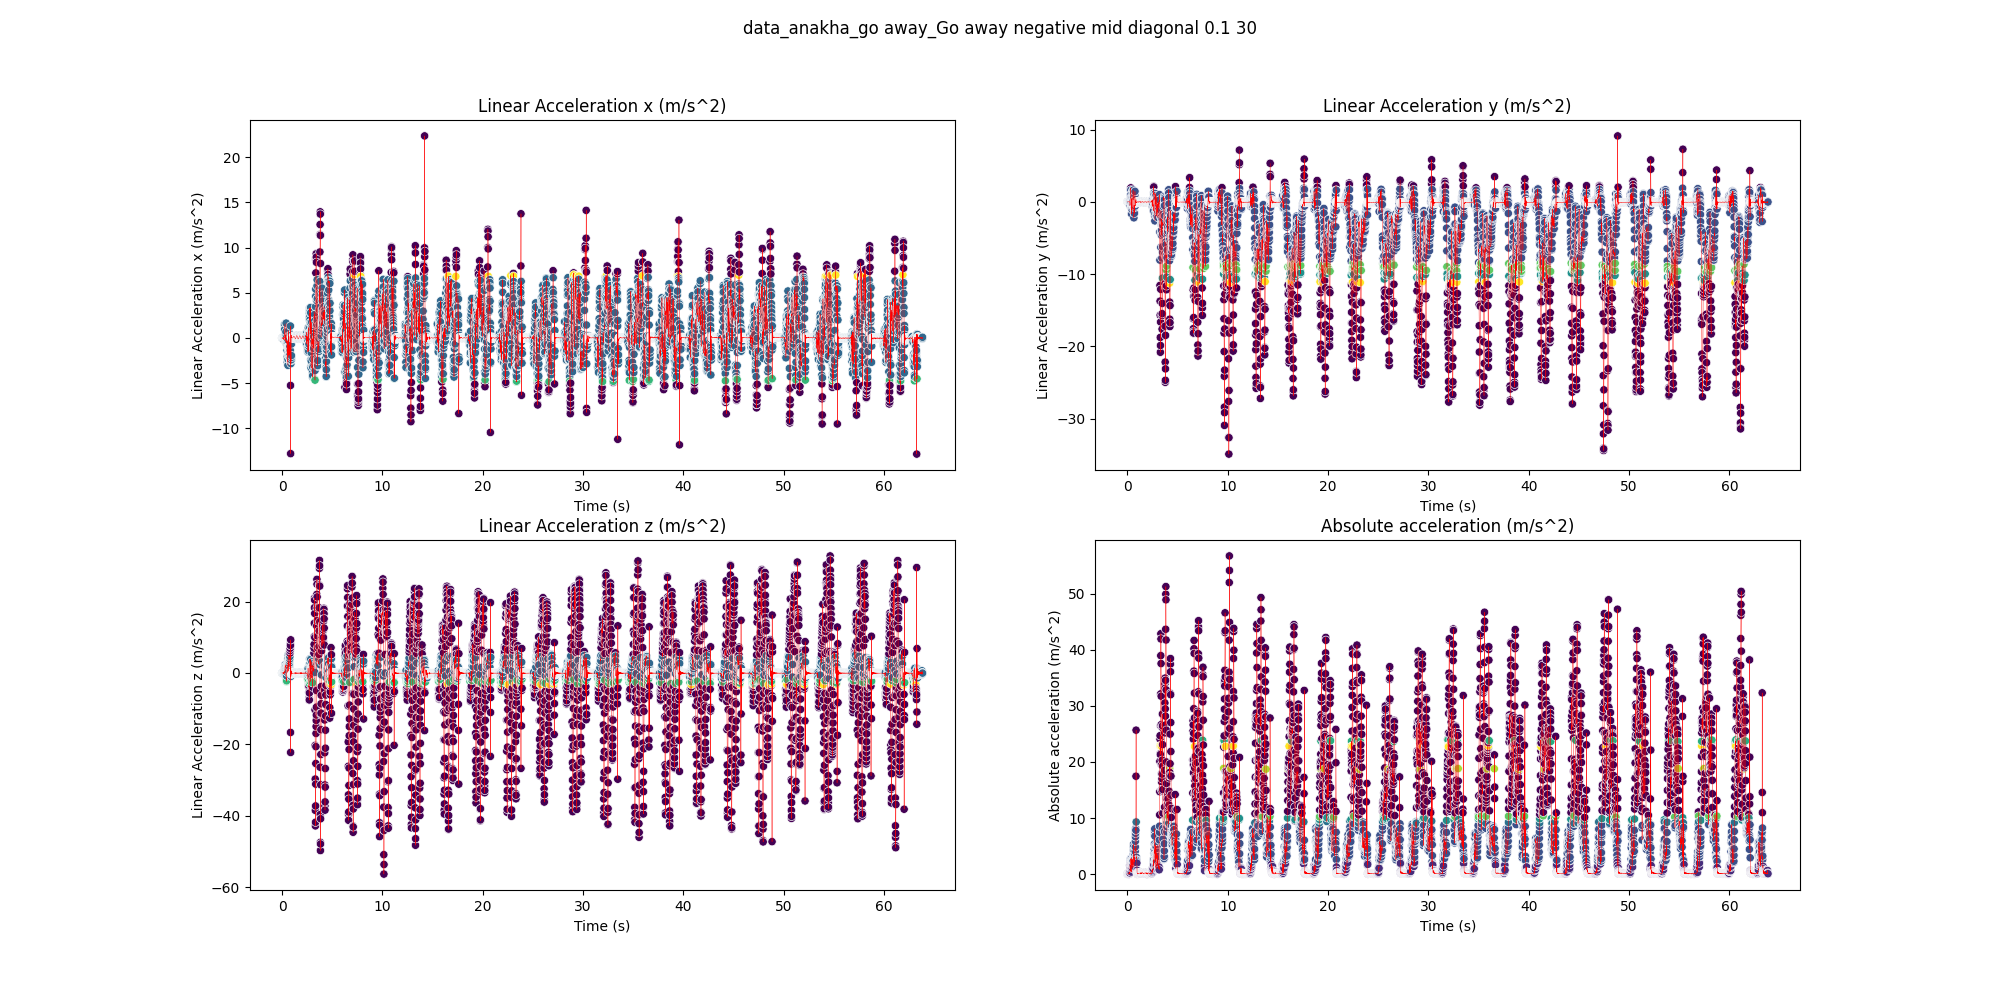 data_anakha_go away_Go away negative mid diagonal 0.1 30
Linear Acceleration x (m/s^2)
Linear Acceleration x (m/s^2)
20
15
10
5
0
−5
−10
0 10 20 30 40 50 60
Time (s)
Linear Acceleration y (m/s^2)
Linear Acceleration y (m/s^2)
10
0
−10
−20
−30
0 10 20 30 40 50 60
Time (s)
Linear Acceleration z (m/s^2)
Linear Acceleration z (m/s^2)
20
0
−20
−40
−60
0 10 20 30 40 50 60
Time (s)
Absolute acceleration (m/s^2)
Absolute acceleration (m/s^2)
50
40
30
20
10
0
0 10 20 30 40 50 60
Time (s)